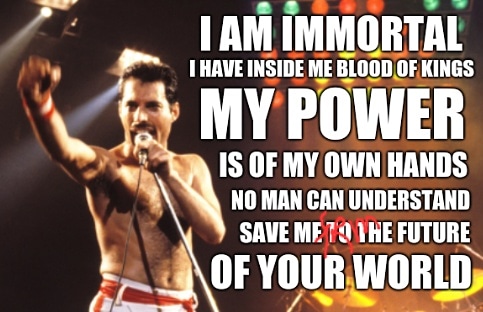 I AM IMMORTAL
I HAVE INSIDE ME BLOOD OF KINGS
MY POWER
IS OF MY OWN HANDS
NO MAN CAN UNDERSTAND
SAVE ME TO THE FUTURE
from
OF YOUR WORLD